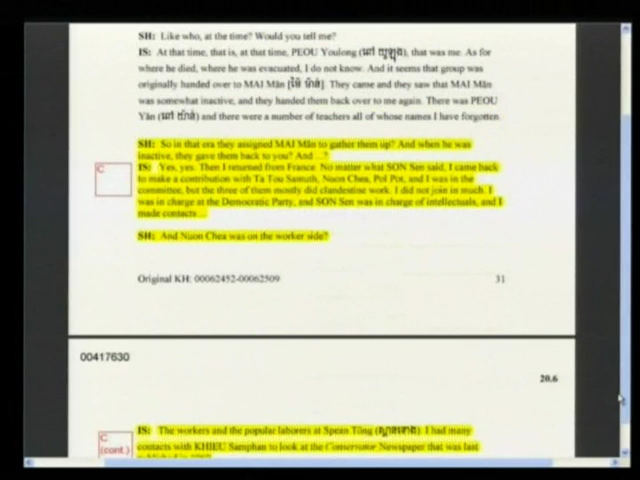 SH: Like who, at the time? Would you tell me?
IS: At that time, that is, at that time, PEOU Youlong (ពៅ យូឡុង), that was me. As for
where he died, where he was evacuated, I do not know. And it seems that group was
originally handed over to MAI Mân [ម៉ៃ ម៉ាន់]. They came and they saw that MAI Mân
was somewhat inactive, and they handed them back over to me again. There was PEOU
Yân (ពៅ យ៉ាន់) and there were a number of teachers all of whose names I have forgotten.
SH: So in that era they assigned MAI Mân to gather them up? And when he was
inactive, they gave them back to you? And ...?
C
IS: Yes, yes. Then I returned from France. No matter what SON Sen said, I came back
to make a contribution with Ta Tou Samuth, Nuon Chea, Pol Pot, and I was in the
committee, but the three of them mostly did clandestine work. I did not join in much. I
was in charge at the Democratic Party, and SON Sen was in charge of intellectuals, and I
made contacts ...
SH: And Nuon Chea was on the worker side?
Original KH: 00062452-00062509 31
00417630
20.6
C
(cont.)
IS: The workers and the popular laborers at Spean Töng I had many
contacts with KHIEU Samphan to look at the Conservator Newspaper that was last